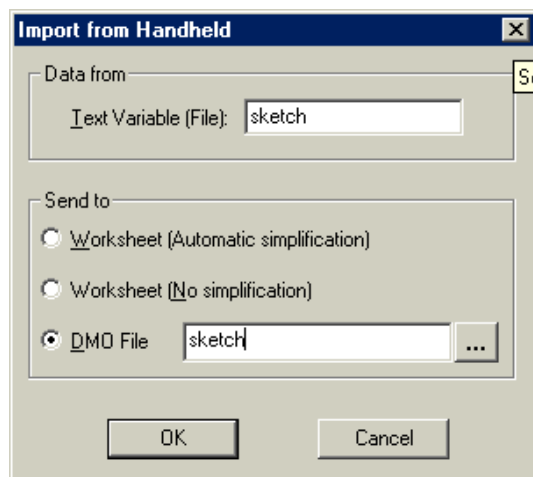 Import from Handheld
Data from
Text Variable (File): sketch
Send to
Worksheet (Automatic simplification)
Worksheet (No simplification)
DMO File sketch ...
OK Cancel